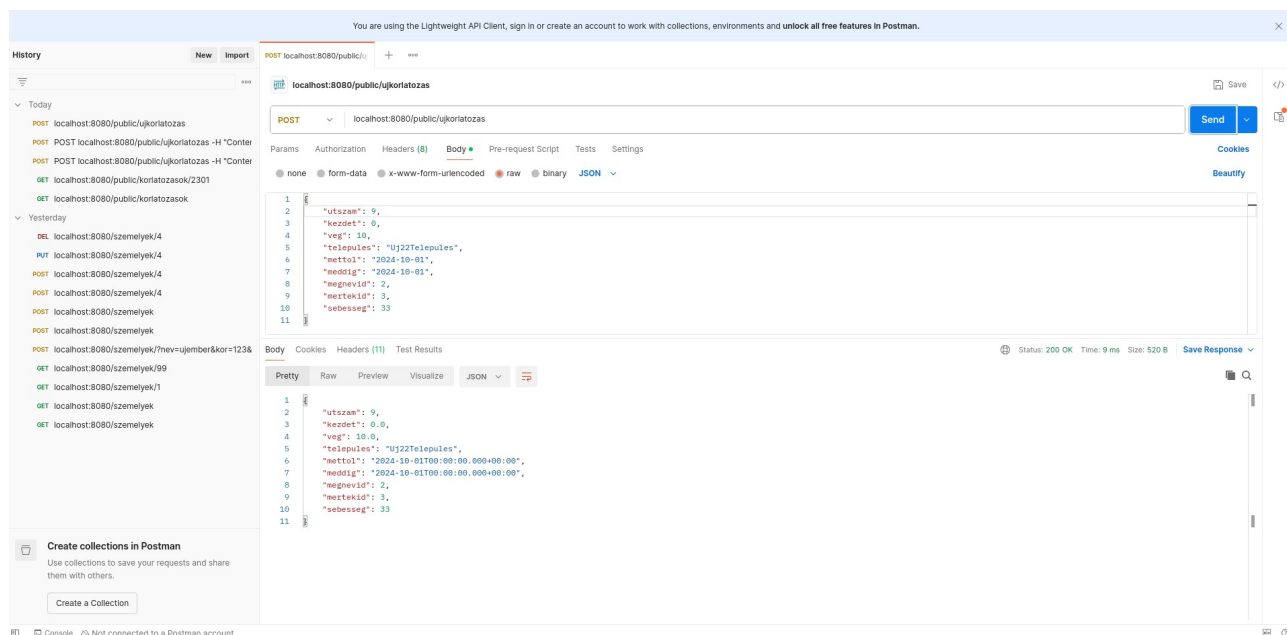 You are using the Lightweight API Client, sign in or create an account to work with collections, environments and unlock all free features in Postman.
History
New
Import
POST localhost:8080/public/u
localhost:8080/public/ujkorlatozas
Save
Today
POST localhost:8080/public/ujkorlatozas
POST POST localhost:8080/public/ujkorlatozas -H "Conter
POST POST localhost:8080/public/ujkorlatozas -H "Conter
GET localhost:8080/public/korlatozasok/2301
GET localhost:8080/public/korlatozasok
Yesterday
DEL localhost:8080/szemelyek/4
PUT localhost:8080/szemelyek/4
POST localhost:8080/szemelyek/4
POST localhost:8080/szemelyek/4
POST localhost:8080/szemelyek
POST localhost:8080/szemelyek
POST localhost:8080/szemelyek/?nev=ujember&kor=123&
GET localhost:8080/szemelyek/99
GET localhost:8080/szemelyek/1
GET localhost:8080/szemelyek
GET localhost:8080/szemelyek
Create collections in Postman
Use collections to save your requests and share
them with others.
Create a Collection
POST localhost:8080/public/ujkorlatozas Send
Params Authorization Headers (8) Body Pre-request Script Tests Settings Cookies
none form-data x-www-form-urlencoded raw binary JSON Beautify
1 {
2 "utszam": 9,
3 "kezdet": 0,
4 "veg": 10,
5 "telepules": "Uj22Telepules",
6 "mettol": "2024-10-01",
7 "meddig": "2024-10-01",
8 "megnevid": 2,
9 "mertekid": 3,
10 "sebesseg": 33
11 }
Body Cookies Headers (11) Test Results Status: 200 OK Time: 9 ms Size: 520 B Save Response
Pretty Raw Preview Visualize JSON
1 {
2 "utszam": 9,
3 "kezdet": 0.0,
4 "veg": 10.0,
5 "telepules": "Uj22Telepules",
6 "mettol": "2024-10-01T00:00:00.000+00:00",
7 "meddig": "2024-10-01T00:00:00.000+00:00",
8 "megnevid": 2,
9 "mertekid": 3,
10 "sebesseg": 33
11 }
Console Not connected to a Postman account